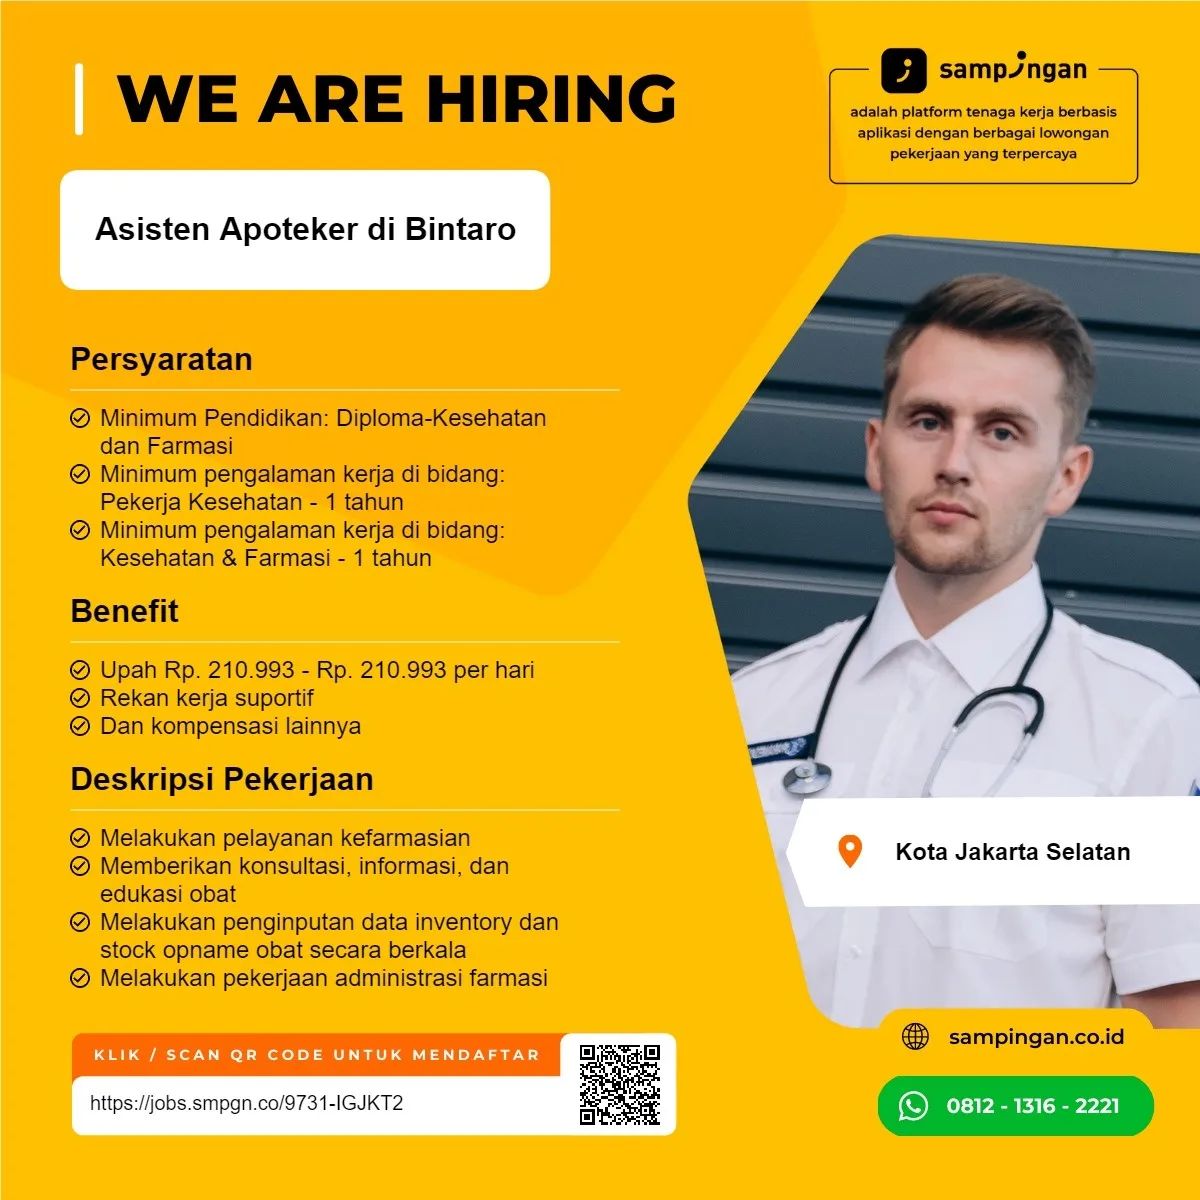 WE ARE HIRING
sampingan
adalah platform tenaga kerja berbasis
aplikasi dengan berbagai lowongan
pekerjaan yang terpercaya
Asisten Apoteker di Bintaro
Persyaratan
Minimum Pendidikan: Diploma-Kesehatan
dan Farmasi
Minimum pengalaman kerja di bidang:
Pekerja Kesehatan - 1 tahun
Minimum pengalaman kerja di bidang:
Kesehatan & Farmasi - 1 tahun
Benefit
Upah Rp. 210.993 - Rp. 210.993 per hari
Rekan kerja suportif
Dan kompensasi lainnya
Deskripsi Pekerjaan
Melakukan pelayanan kefarmasian
Memberikan konsultasi, informasi, dan
edukasi obat
Melakukan penginputan data inventory dan
stock opname obat secara berkala
Melakukan pekerjaan administrasi farmasi
Kota Jakarta Selatan
KLIK / SCAN QR CODE UNTUK MENDAFTAR
https://jobs.smpgn.co/9731-IGJKT2
sampingan.co.id
0812 - 1316 - 2221